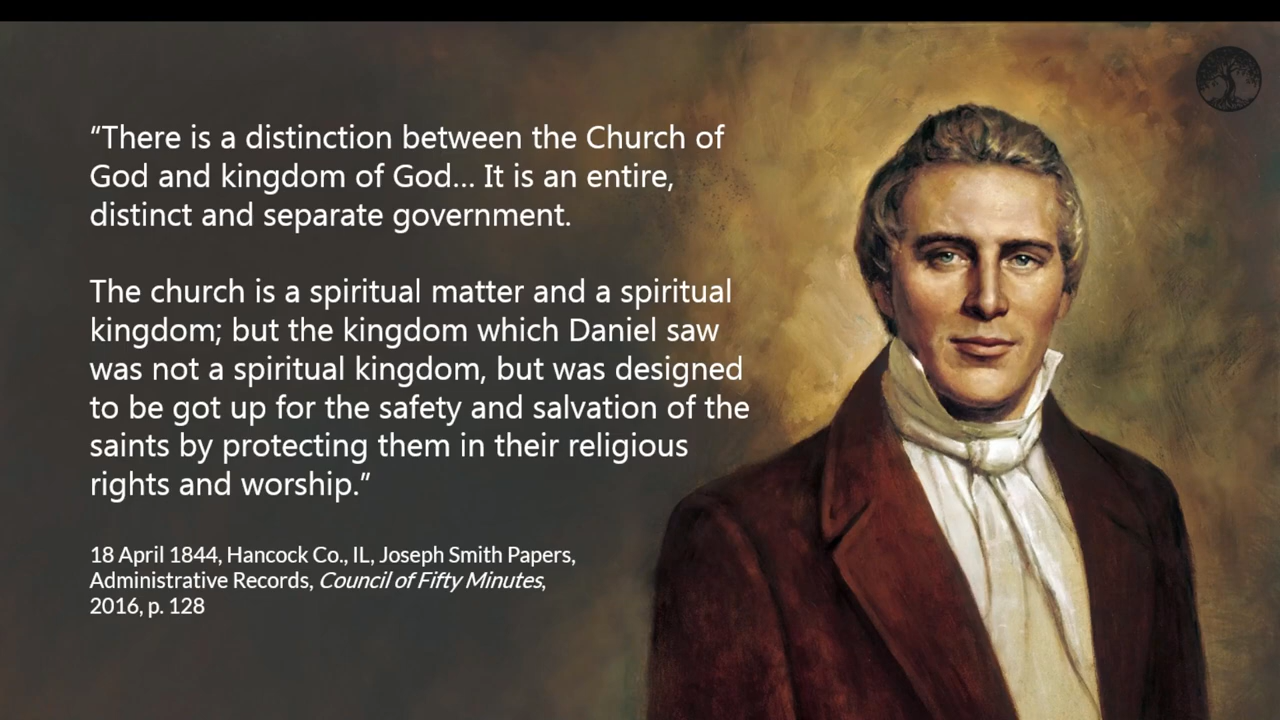 “There is a distinction between the Church of
God and kingdom of God... It is an entire,
distinct and separate government.
The church is a spiritual matter and a spiritual
kingdom; but the kingdom which Daniel saw
was not a spiritual kingdom, but was designed
to be got up for the safety and salvation of the
saints by protecting them in their religious
rights and worship.”
18 April 1844, Hancock Co., IL, Joseph Smith Papers,
Administrative Records, Council of Fifty Minutes,
2016, p. 128